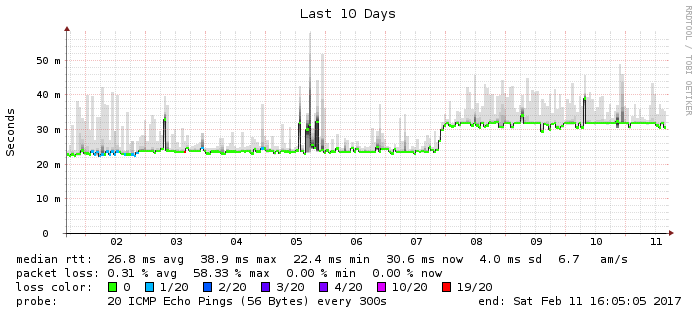 Last 10 Days
RRDTOOL / TOBI OETIKER
Seconds
50 m
40 m
30 m
20 m
10 m
0
02 03 04 05 06 07 08 09 10 11
median rtt: 26.8 ms avg 38.9 ms max 22.4 ms min 30.6 ms now 4.0 ms sd 6.7 am/s
packet loss: 0.31 % avg 58.33 % max 0.00 % min 0.00 % now
loss color: 0 1/20 2/20 3/20 4/20 10/20 19/20
probe: 20 ICMP Echo Pings (56 Bytes) every 300s end: Sat Feb 11 16:05:05 2017